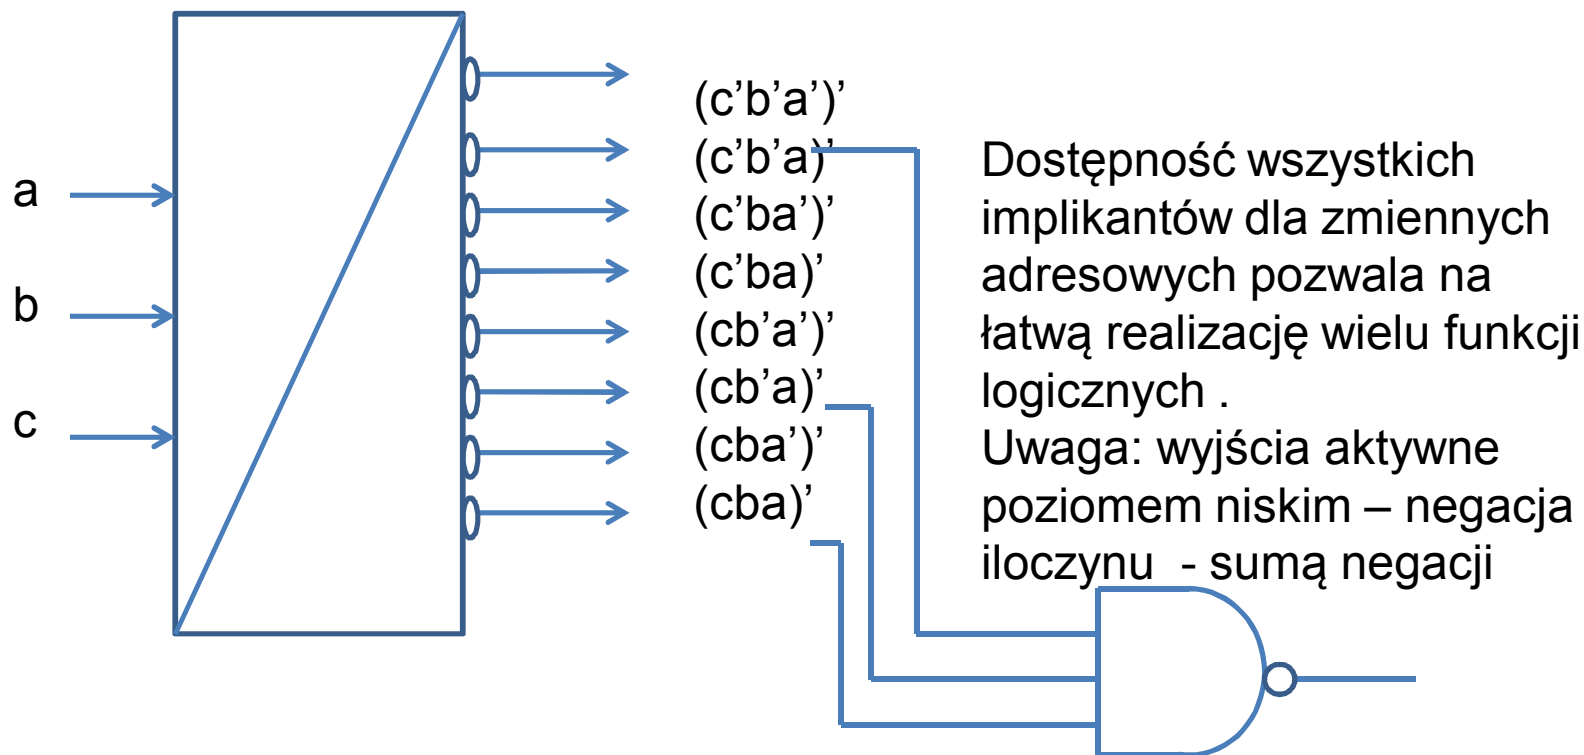 a
b
c
(c’b’a’)’
(c’b’a)’
(c’ba’)’
(c’ba)’
(cb’a’)’
(cb’a)’
(cba’)’
(cba)’
Dostępność wszystkich
implikantów dla zmiennych
adresowych pozwala na
łatwą realizację wielu funkcji
logicznych .
Uwaga: wyjścia aktywne
poziomem niskim – negacja
iloczynu - sumą negacji